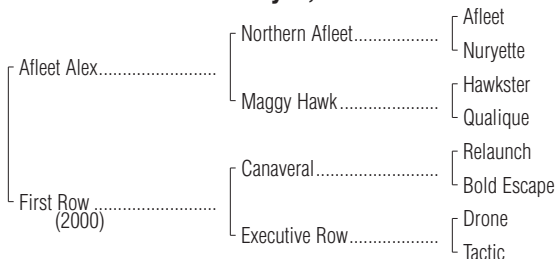 Afleet
Northern Afleet..................
Nuryette
Afleet Alex.........................
Hawkster
Maggy Hawk.....................
Qualique
Relaunch
Canaveral..........................
Bold Escape
First Row ..........................
(2000)
Drone
Executive Row...................
Tactic